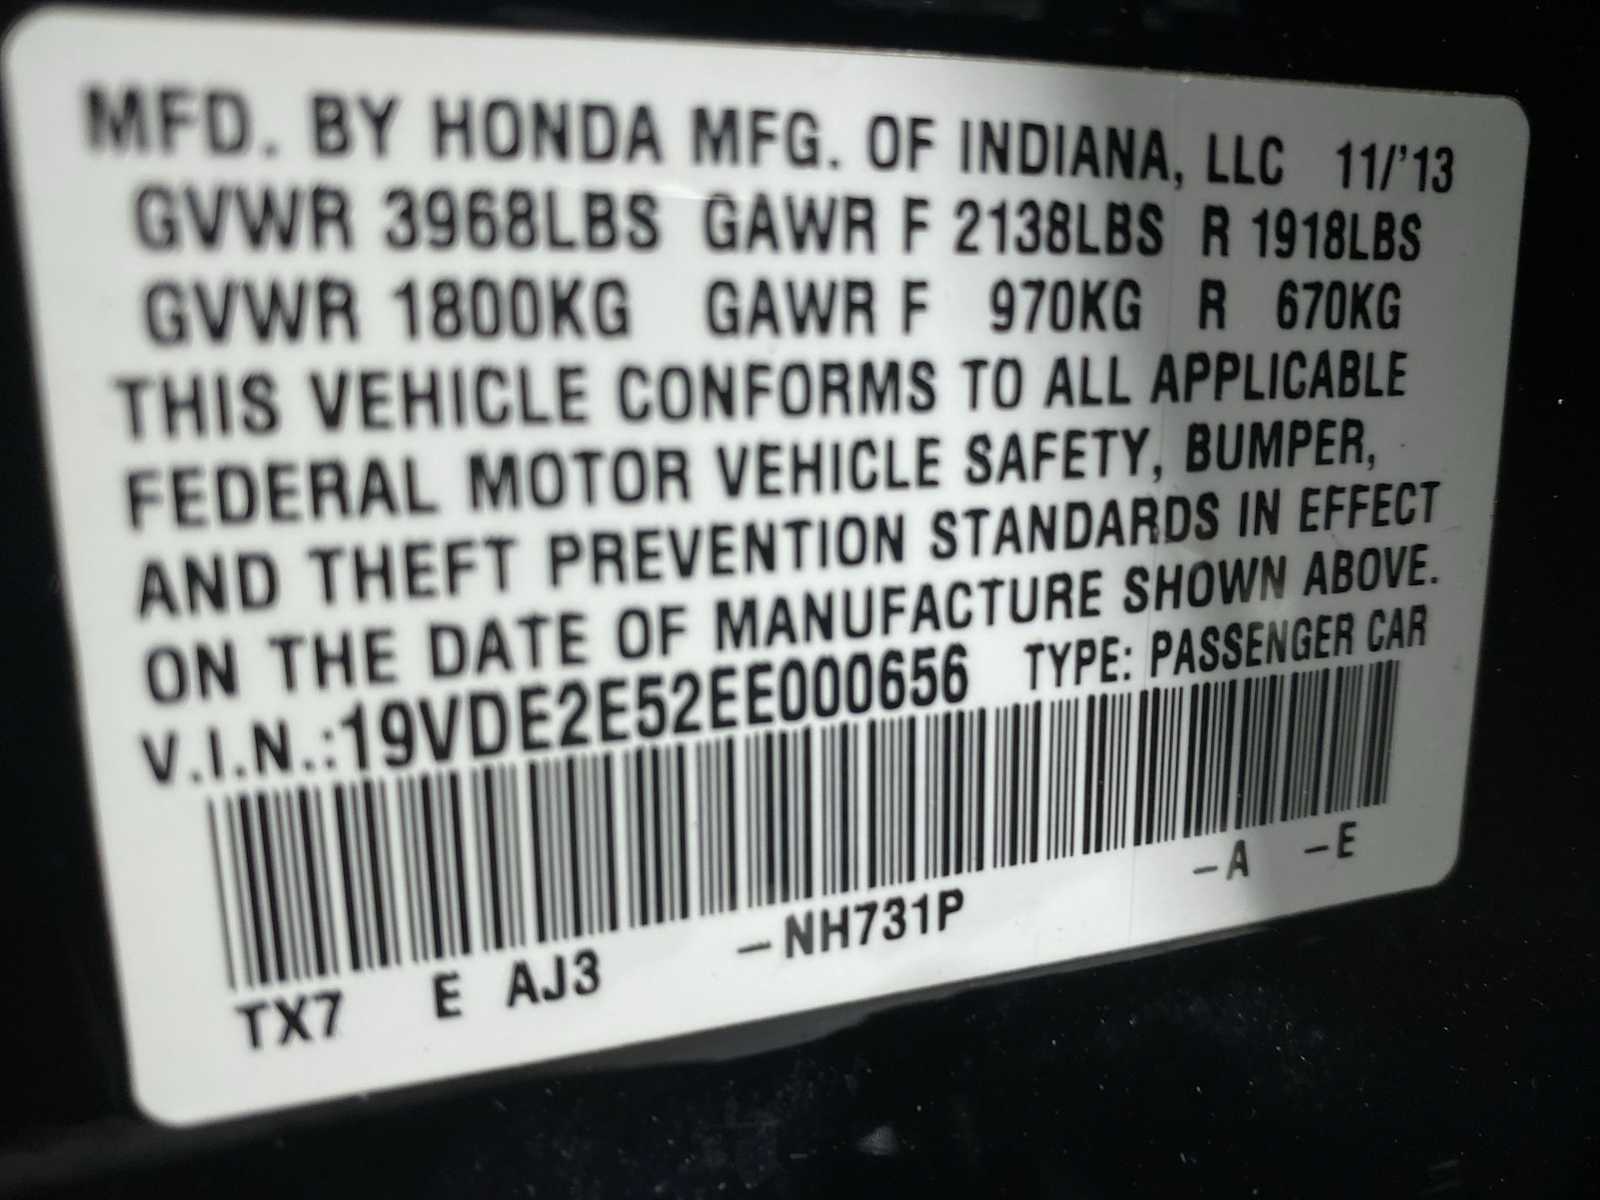 MFD. BY HONDA MFG. OF INDIANA, LLC 11/'13
GVWR 3968LBS GAWR F 2138LBS R 1918LBS
GVWR 1800KG GAWR F 970KG R 670KG
THIS VEHICLE CONFORMS TO ALL APPLICABLE
FEDERAL MOTOR VEHICLE SAFETY, BUMPER,
AND THEFT PREVENTION STANDARDS IN EFFECT
ON THE DATE OF MANUFACTURE SHOWN ABOVE.
V.I.N.:19VDE2E52EE000656 TYPE: PASSENGER CAR
TX7 E AJ3 -NH731P -A -E